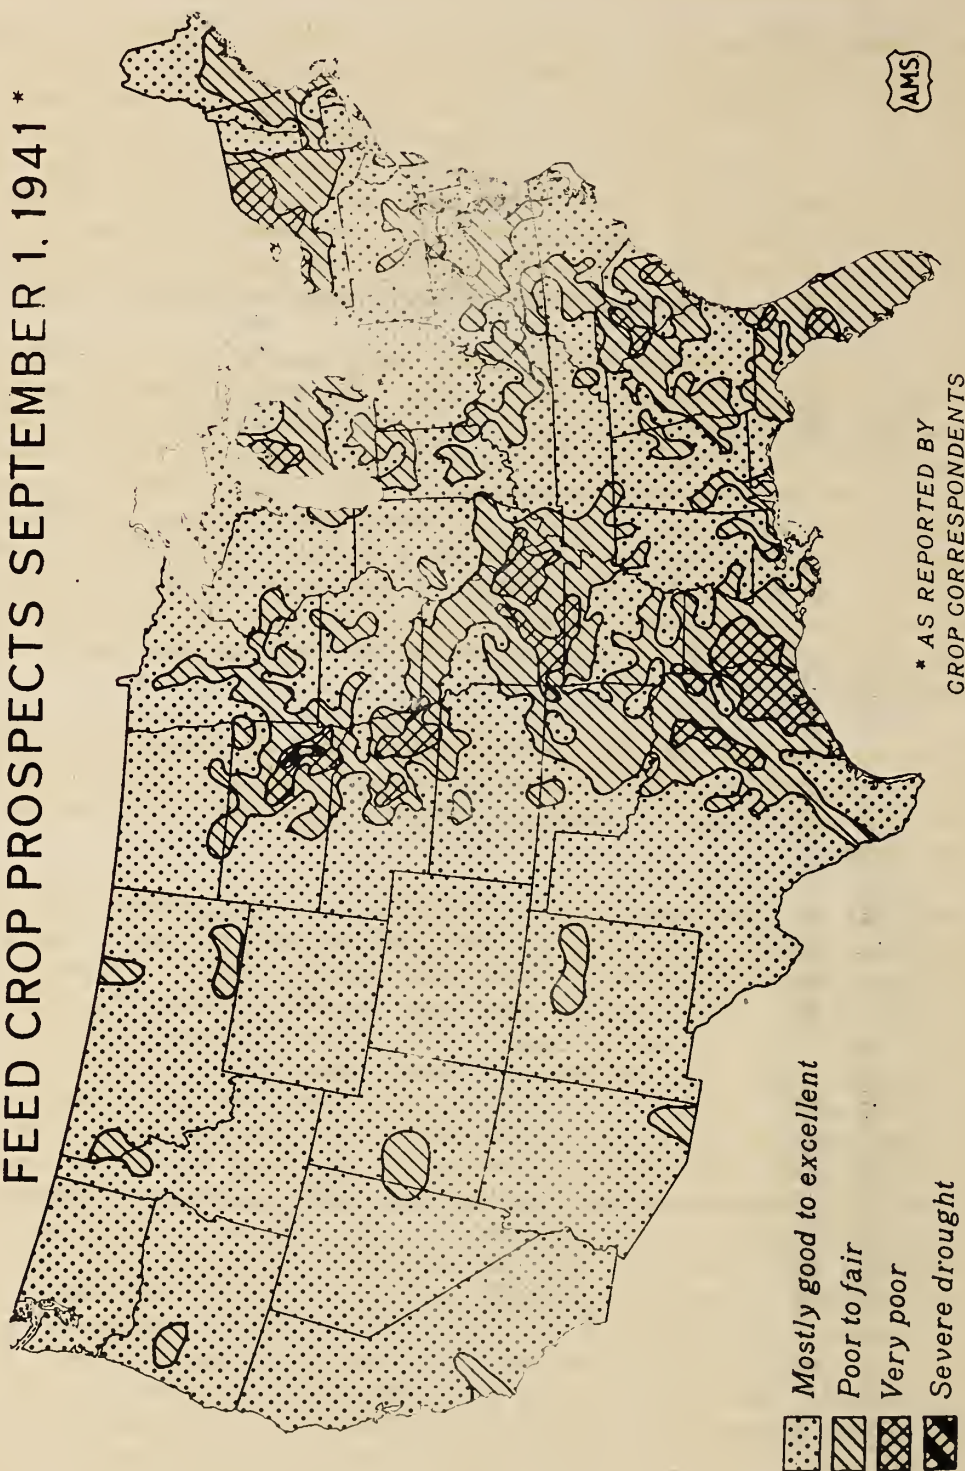 FEED CROP PROSPECTS SEPTEMBER 1, 1941 *
Mostly good to excellent
Poor to fair
Very poor
Severe drought
* AS REPORTED BY
CROP CORRESPONDENTS
AMS